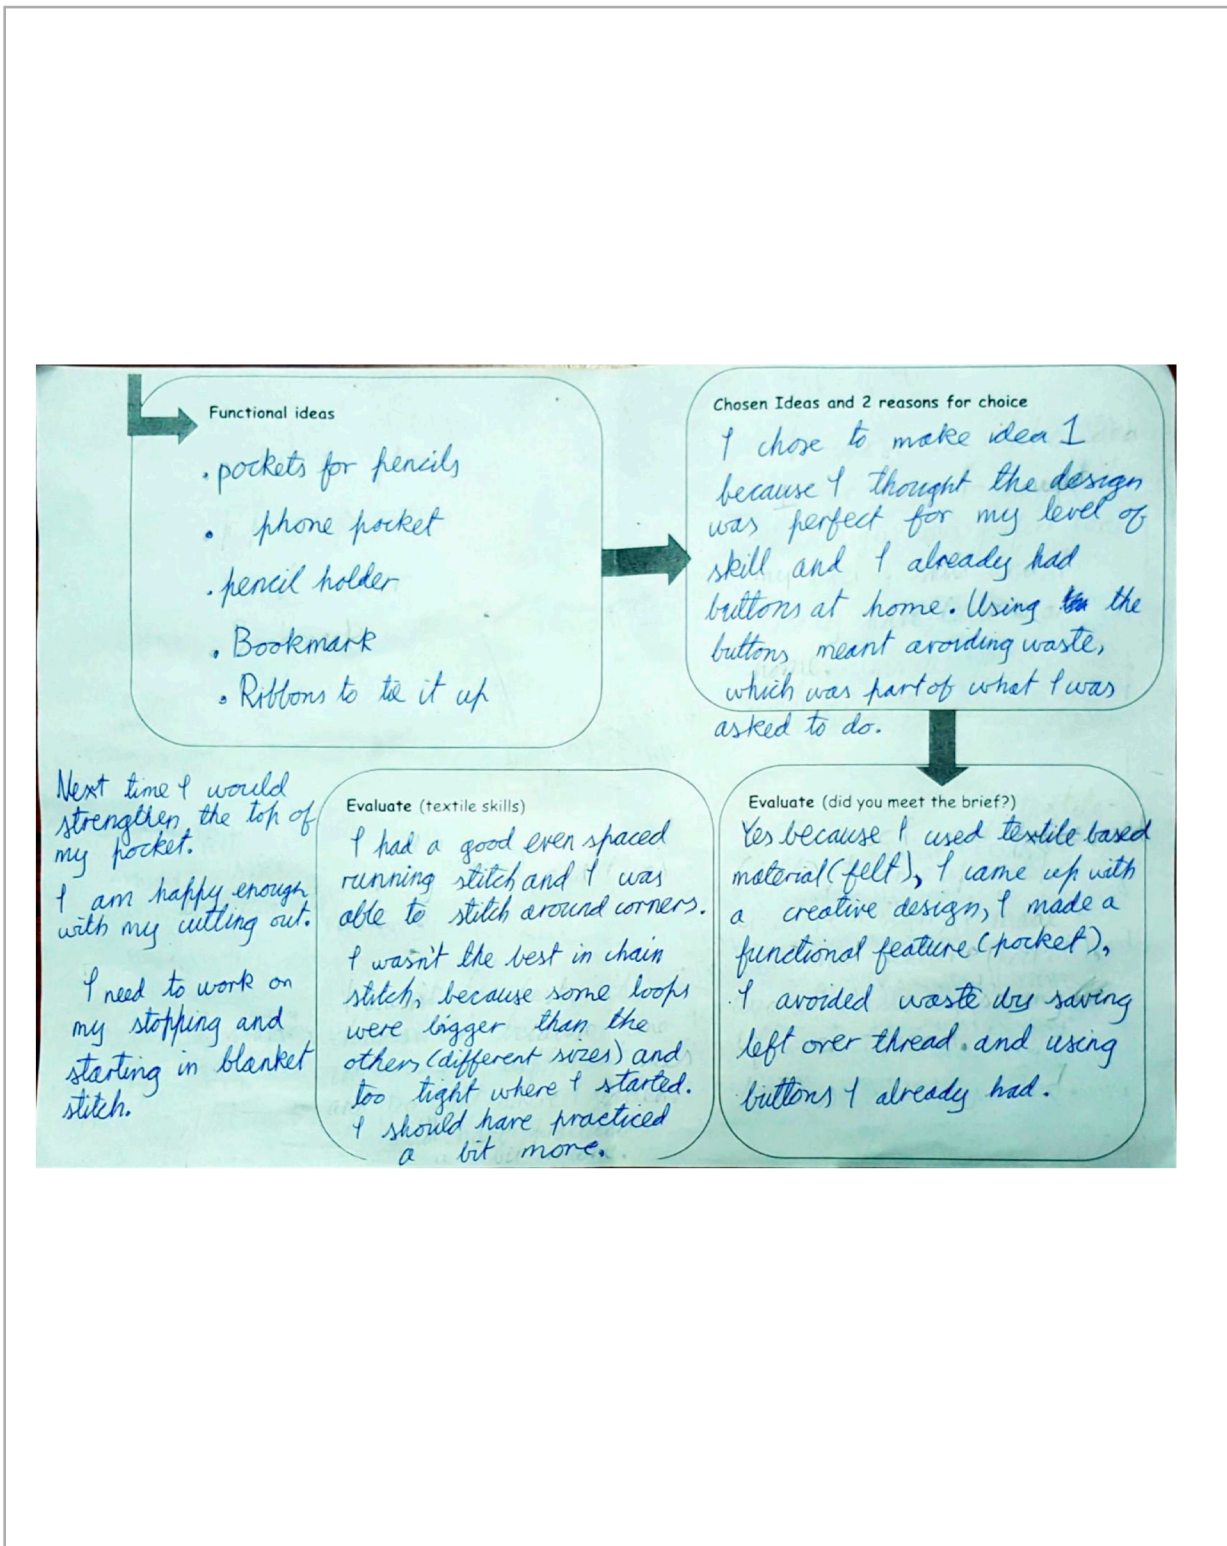 Functional ideas
. pockets for pencils
. phone pocket
. pencil holder
. Bookmark
. Ribbons to tie it up
Chosen Ideas and 2 reasons for choice
I chose to make idea 1
because I thought the design
was perfect for my level of
skill and I already had
buttons at home. Using the
buttons meant avoiding waste,
which was part of what I was
asked to do.
Evaluate (did you meet the brief?)
Yes because I used textile based
material (felt), I came up with
a creative design, I made a
functional feature (pocket),
I avoided waste by saving
left over thread and using
buttons I already had.
Evaluate (textile skills)
I had a good even spaced
running stitch and I was
able to stitch around corners.
I wasn't the best in chain
stitch, because some loops
were bigger than the
others (different sizes) and
too tight where I started.
I should have practiced
a bit more.
Next time I would
strengthen the top of
my pocket.
I am happy enough
with my cutting out.
I need to work on
my stopping and
starting in blanket
stitch.